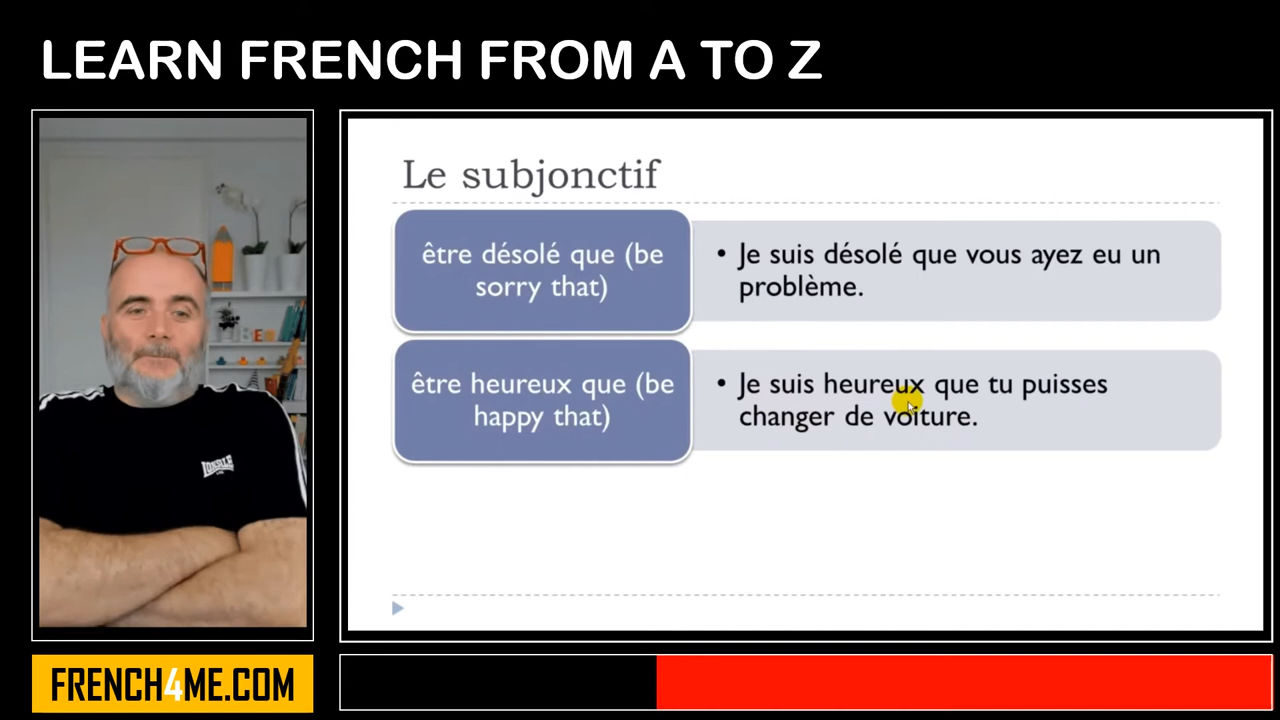 LEARN FRENCH FROM A TO Z
Le subjonctif
être désolé que (be
sorry that)
• Je suis désolé que vous ayez eu un
problème.
être heureux que (be
happy that)
• Je suis heureux que tu puisses
changer de voiture.
LONSDALE
FRENCH4ME.COM